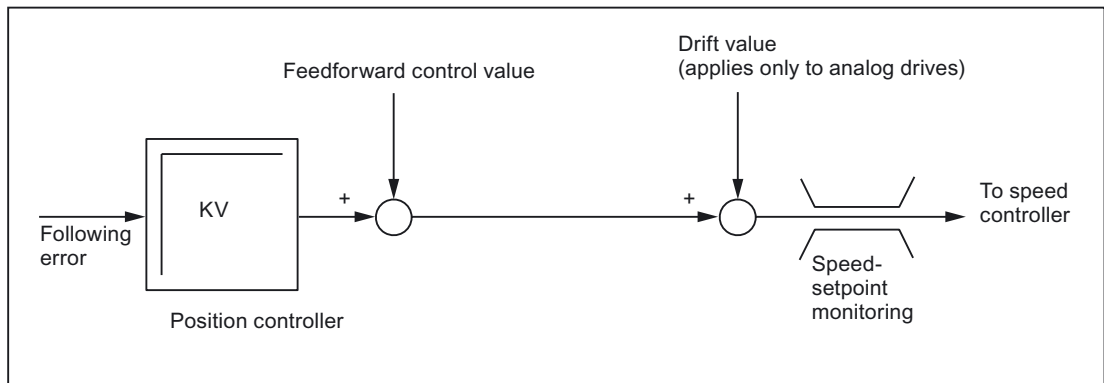 Drift value
(applies only to analog drives)
Feedforward control value
+
+
KV
To speed
controller
Following
error
Speed-
setpoint
monitoring
Position controller